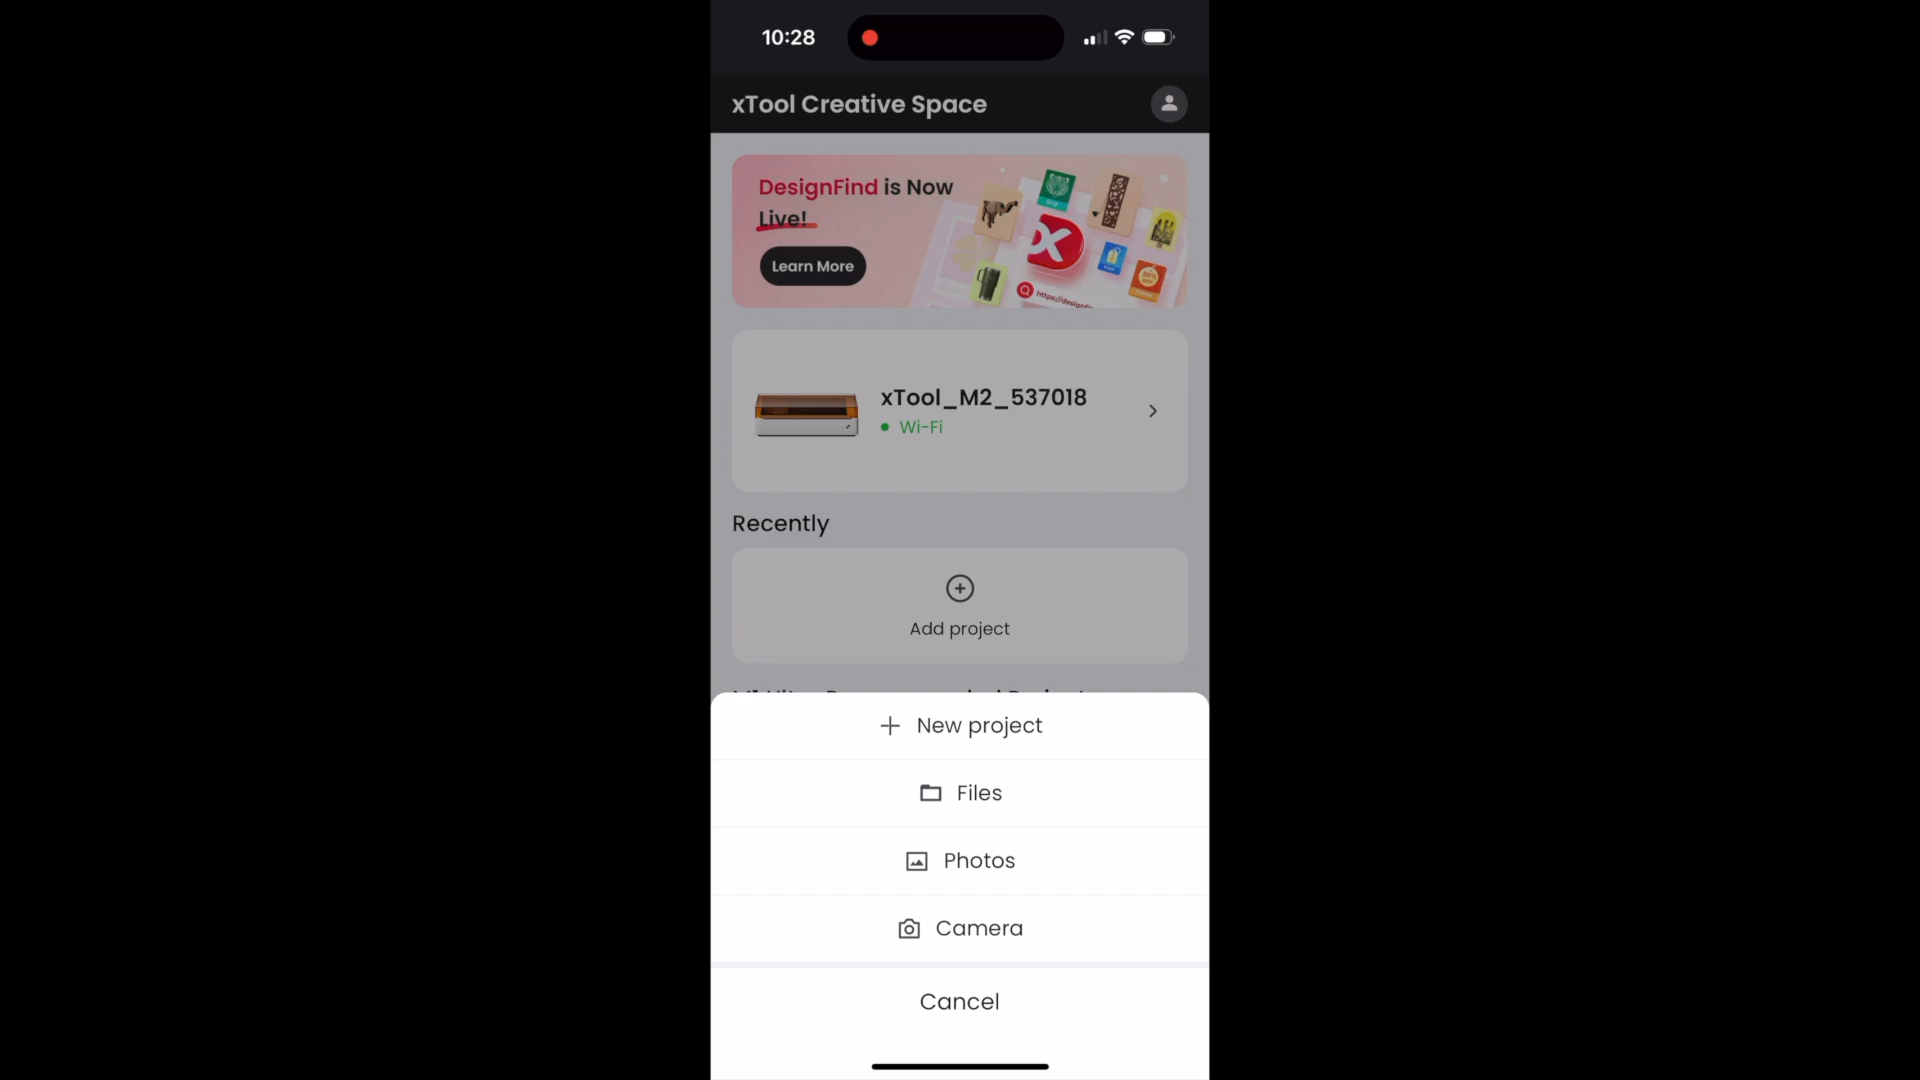 10:28
xTool Creative Space
DesignFind is Now
Live!
Learn More
xTool_M2_537018
Wi-Fi
Recently
Add project
New project
Files
Photos
Camera
Cancel